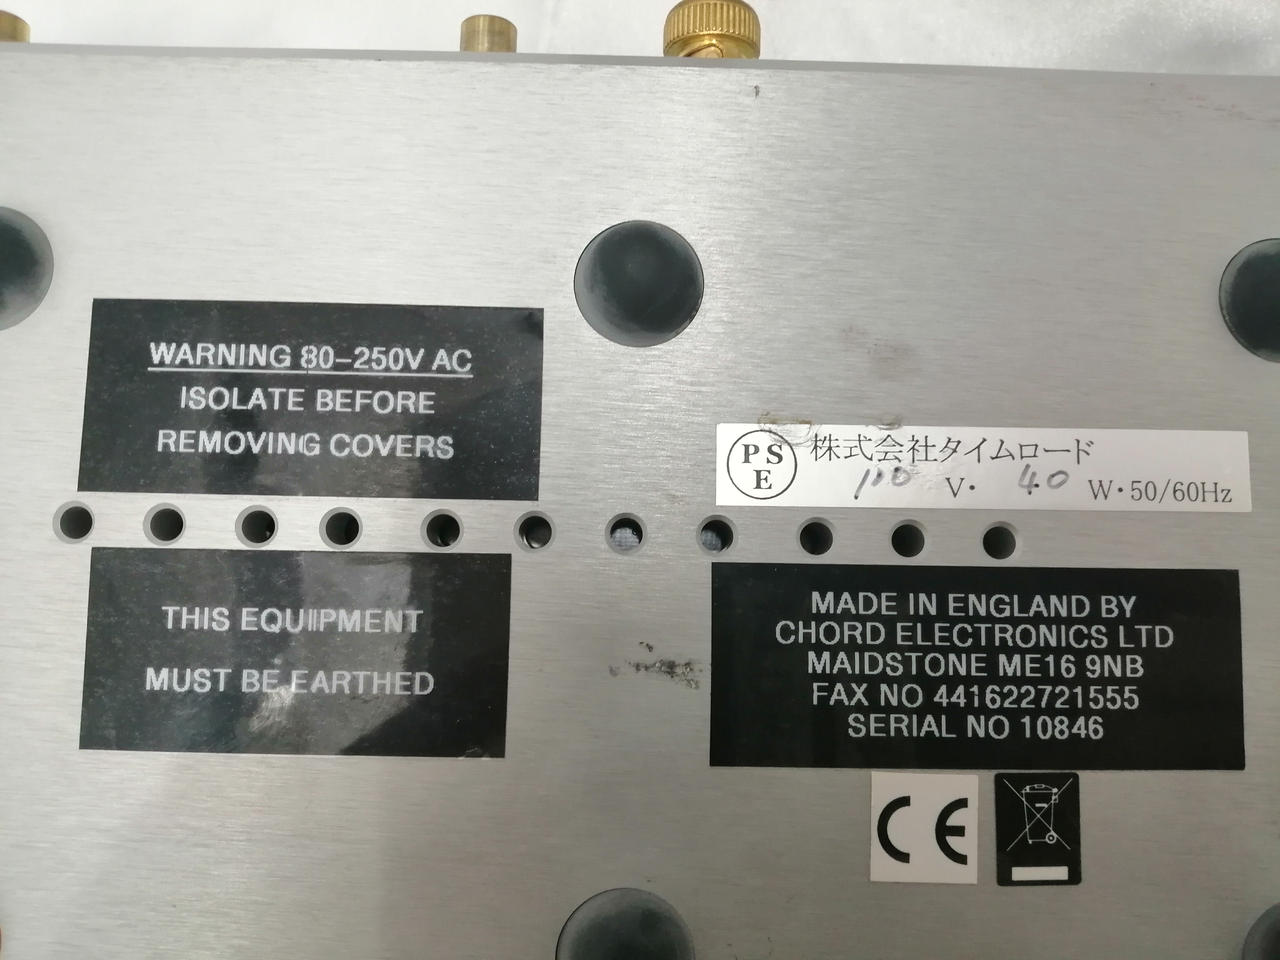 WARNING 80-250V AC
ISOLATE BEFORE
REMOVING COVERS
PS
E
株式会社タイムロード
110 V・ 40 W・50/60Hz
THIS EQUIPMENT
MUST BE EARTHED
MADE IN ENGLAND BY
CHORD ELECTRONICS LTD
MAIDSTONE ME16 9NB
FAX NO 441622721555
SERIAL NO 10846
CE